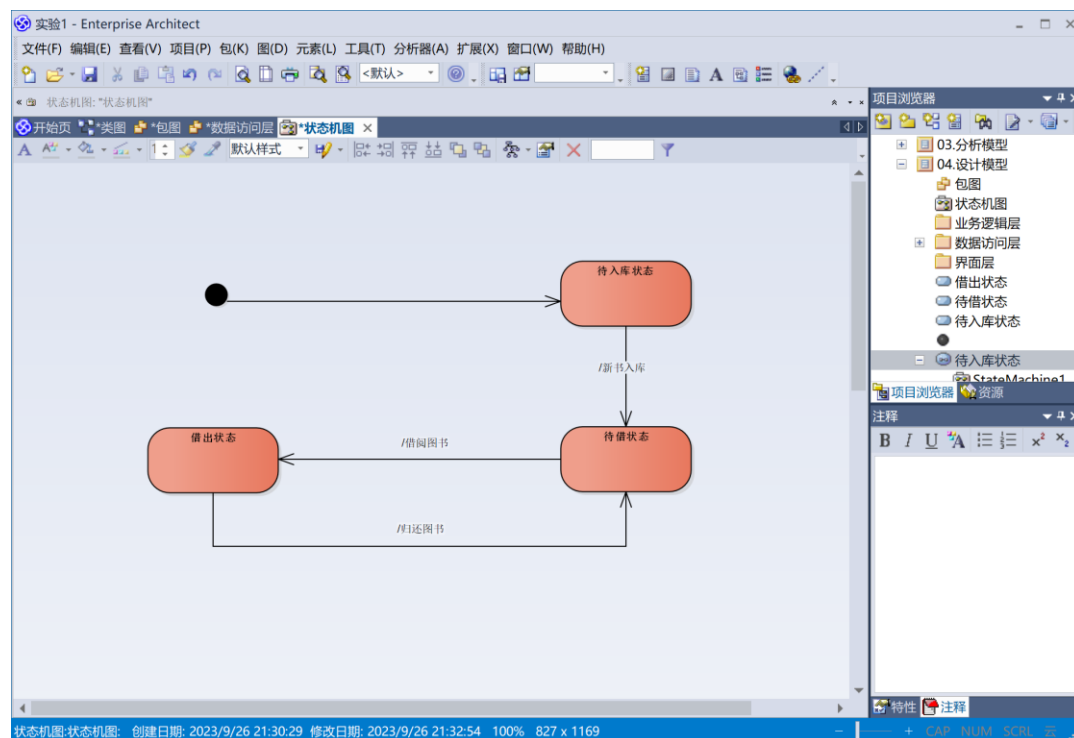 实验1 - Enterprise Architect
文件(F) 编辑(E) 查看(V) 项目(P) 包(K) 图(D) 元素(L) 工具(T) 分析器(A) 扩展(X) 窗口(W) 帮助(H)
<默认>
状态机图: "状态机图"
开始页 *类图 *包图 *数据访问层 *状态机图
默认样式
待入库状态
/新书入库
借出状态
/借阅图书
待借状态
/归还图书
项目浏览器
03.分析模型
04.设计模型
包图
状态机图
业务逻辑层
数据访问层
界面层
借出状态
待借状态
待入库状态
待入库状态
StateMachine1
项目浏览器 资源
注释
特性 注释
状态机图:状态机图: 创建日期: 2023/9/26 21:30:29 修改日期: 2023/9/26 21:32:54 100% 827 x 1169
CAP NUM SCRL 云